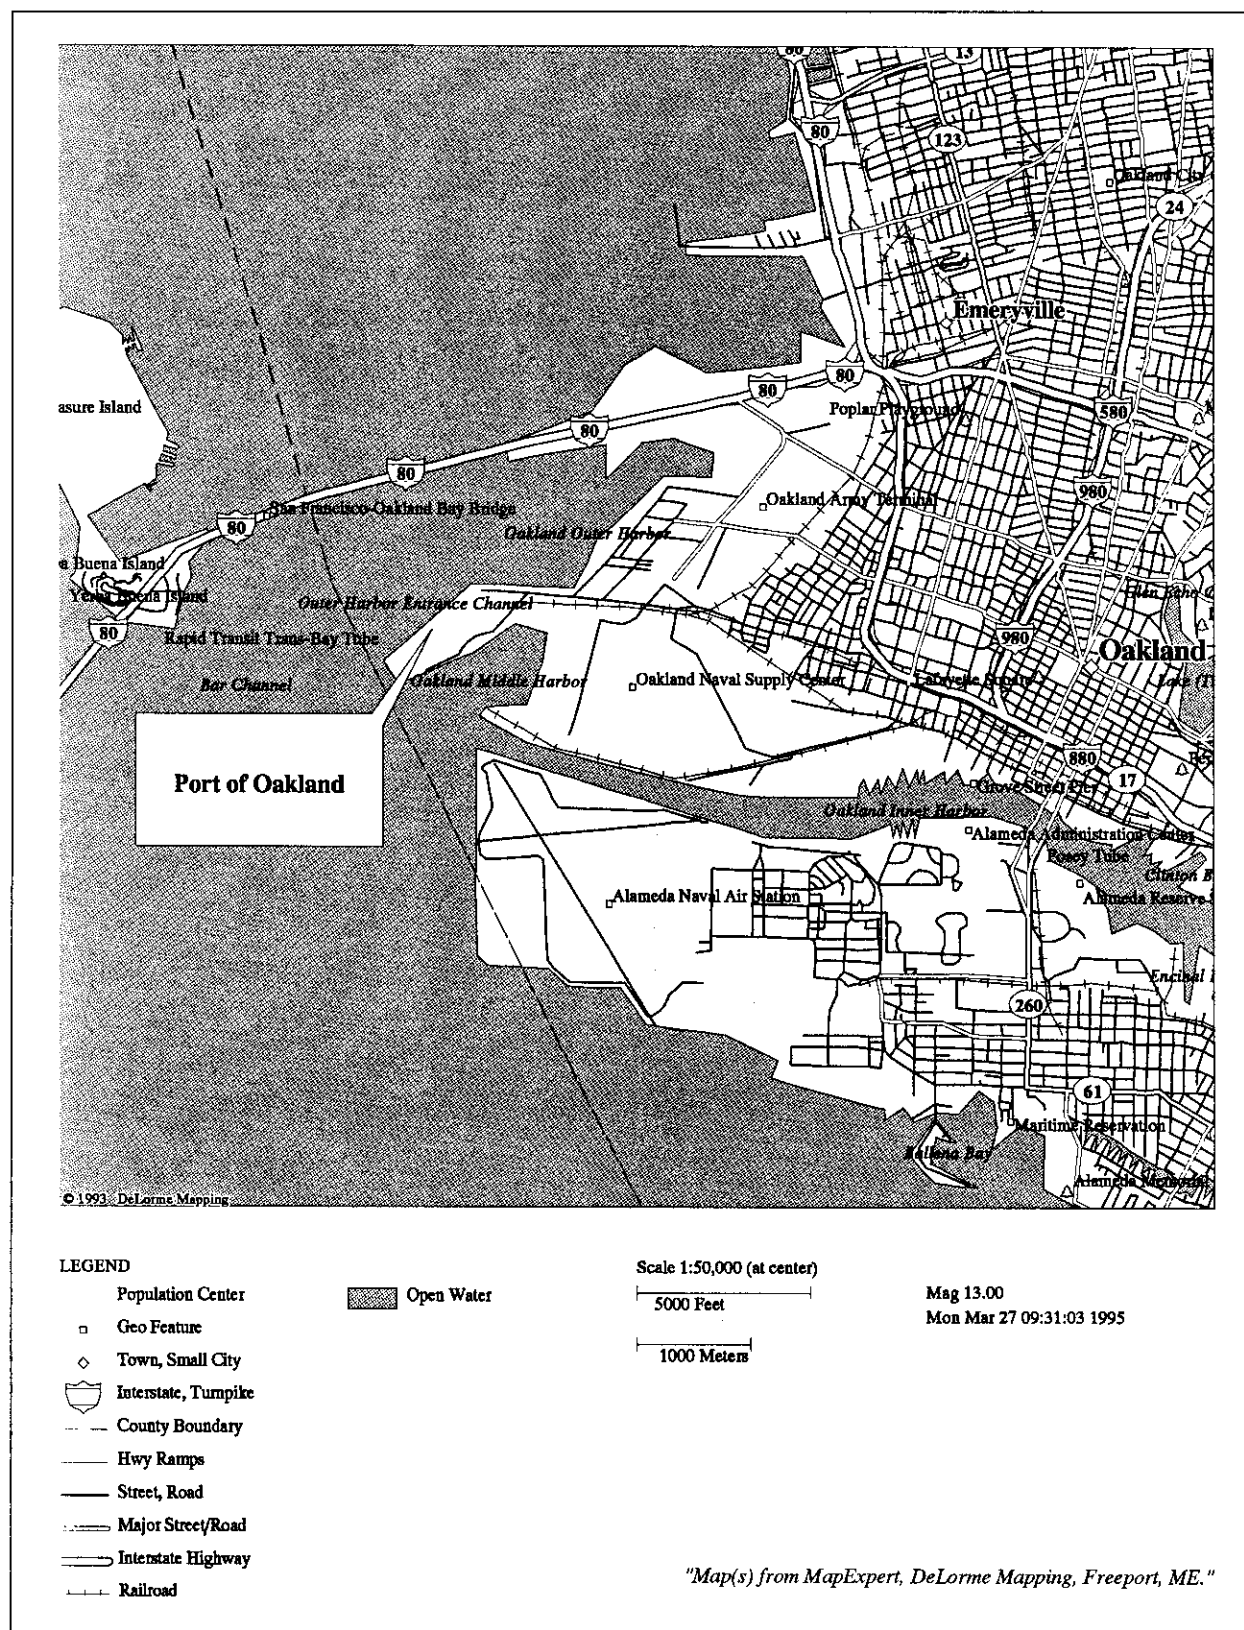 80
13
80
123
Oakland City
24
Emeryville
80
80
asure Island
Poplar Playground
580
80
80
980
Oakland Army Terminal
San Francisco-Oakland Bay Bridge
80
Oakland Outer Harbor
a Buena Island
Yerba Buena Island
Outer Harbor Entrance Channel
80
Rapid Transit Trans-Bay Tube
980
Oakland
Bar Channel
Oakland Middle Harbor
Oakland Naval Supply Center
Lafayette Square
Lake (T
880
Port of Oakland
17
Grove Street Pier
Oakland Inner Harbor
Alameda Administration Center
Posey Tube
Clinton B
Alameda Naval Air Station
Alameda Reserve
Encinal
260
61
Maritime Reservation
Ballena Bay
Alameda Memorial
© 1993 DeLorme Mapping
LEGEND
Population Center
Geo Feature
Town, Small City
Interstate, Turnpike
County Boundary
Hwy Ramps
Street, Road
Major Street/Road
Interstate Highway
Railroad
Open Water
Scale 1:50,000 (at center)
5000 Feet
1000 Meters
Mag 13.00
Mon Mar 27 09:31:03 1995
"Map(s) from MapExpert, DeLorme Mapping, Freeport, ME."